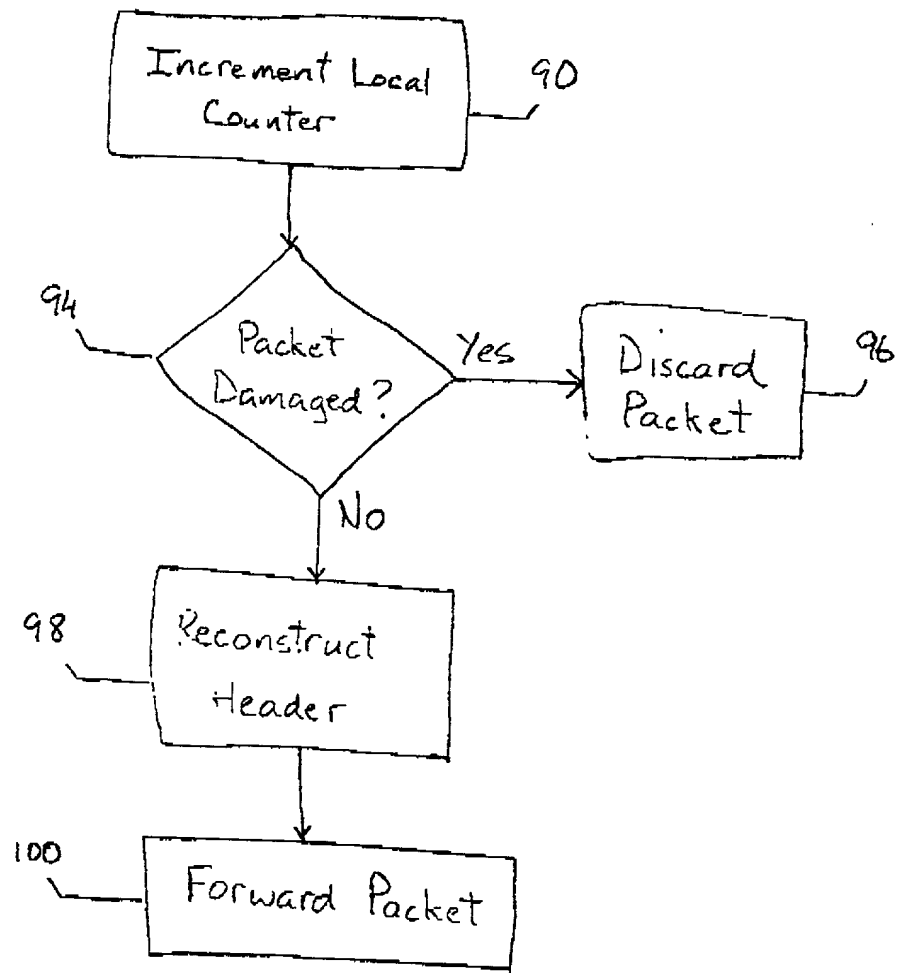 Increment Local
Counter
90
94
Packet
Damaged?
Yes
Discard
Packet
96
No
98
Reconstruct
Header
100
Forward Packet